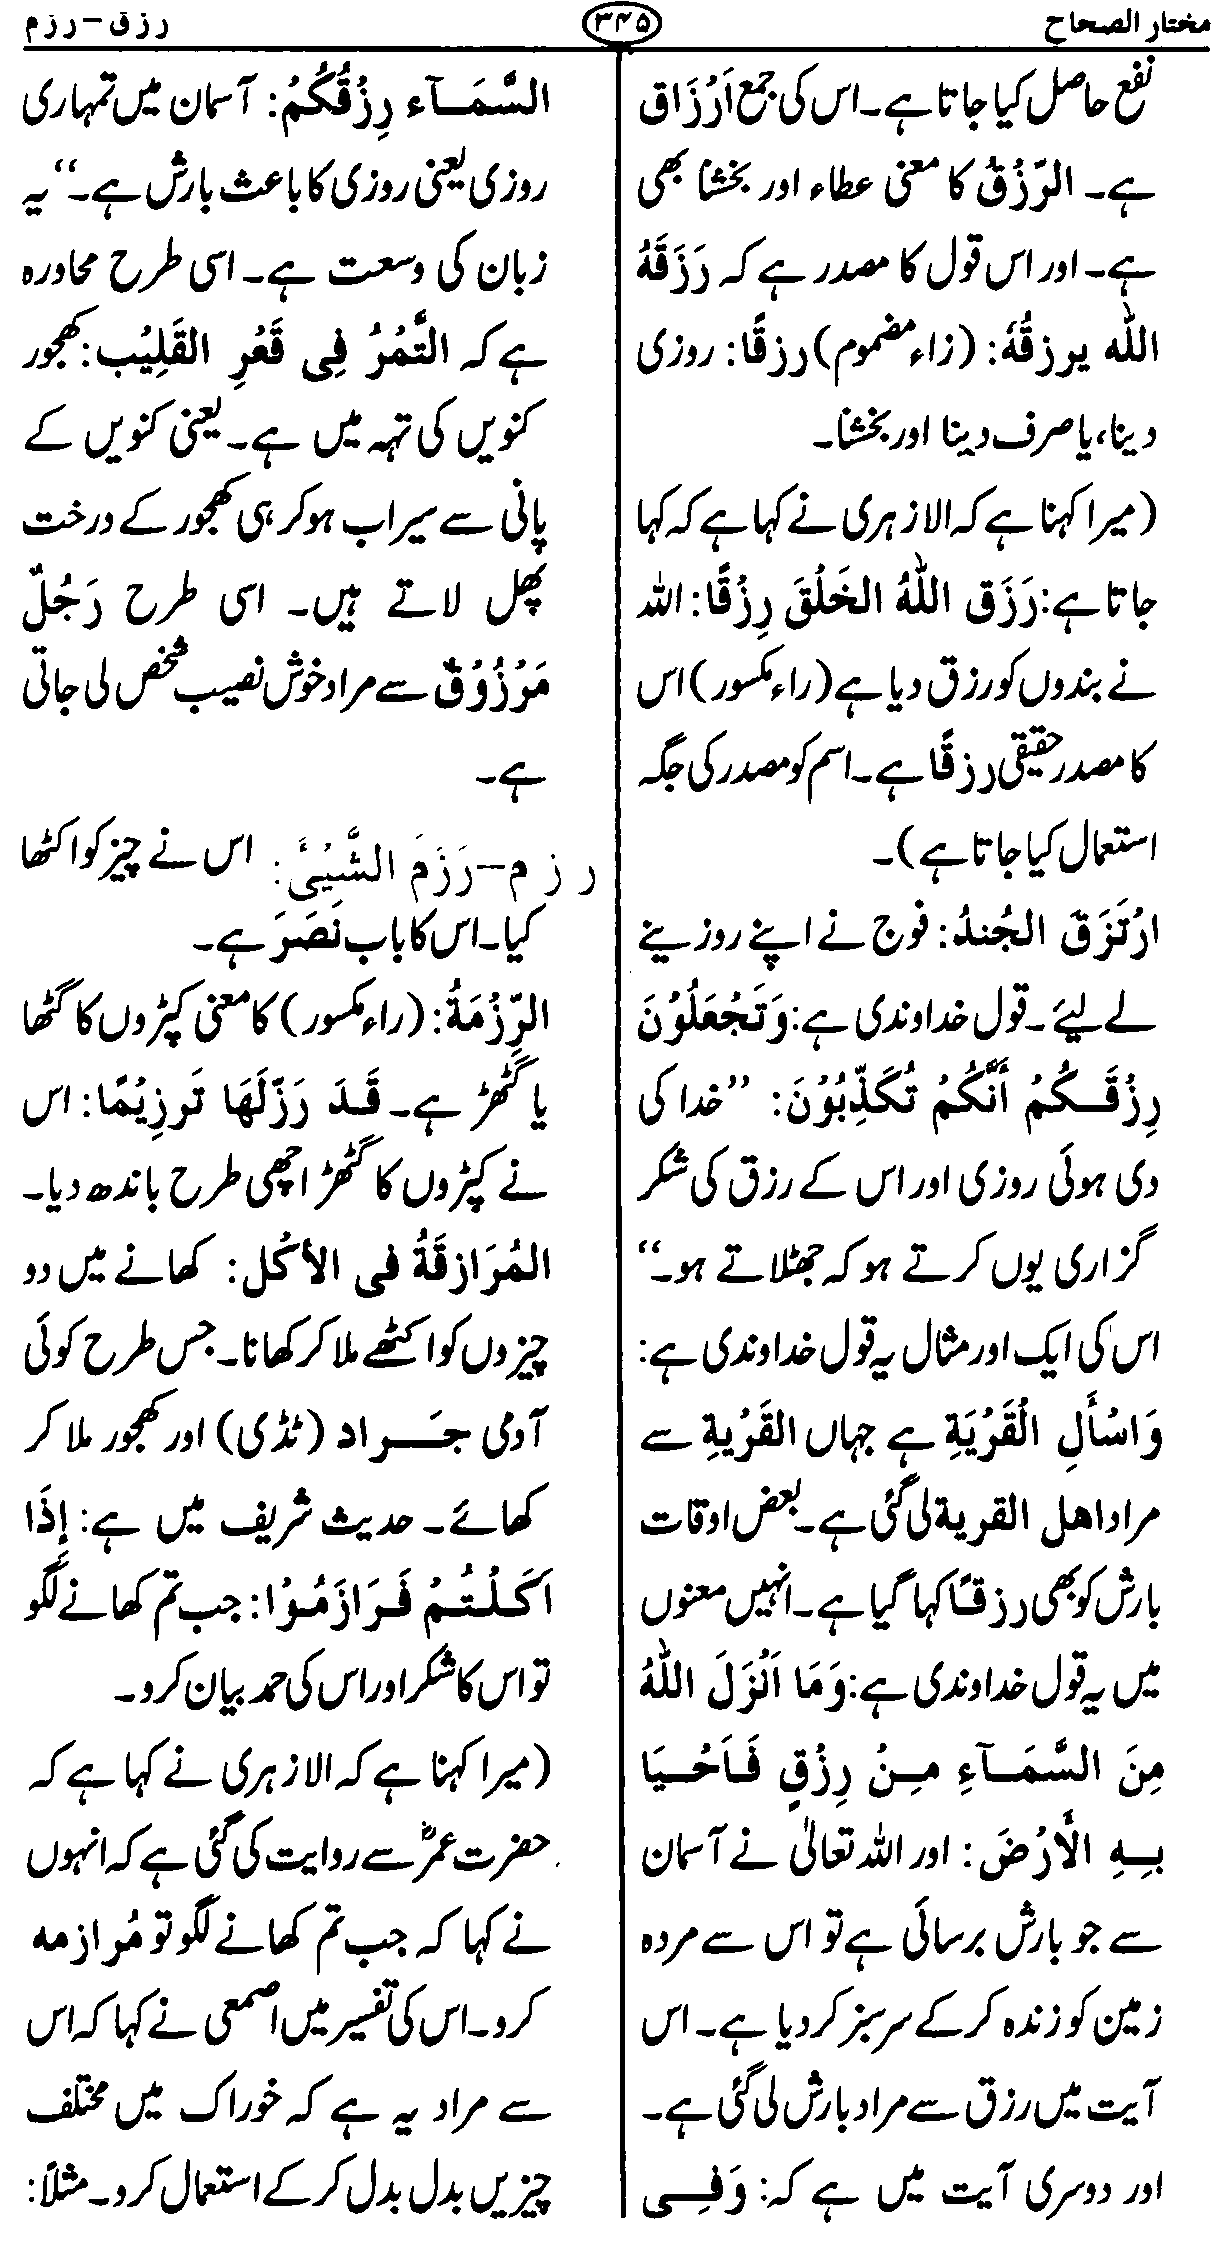 مختار الصحاح
۳۴۵
رزق–رزم
نفع حاصل کیا جاتا ہے۔ اس کی جمع اَرْزَاق
ہے۔ الرِّزْقُ کا معنی عطاء اور بخشا بھی
ہے۔ اور اس قول کا مصدر ہے کہ رَزَقَهُ
اللّٰه يرزقُهٗ: (زاء مضموم) رزقًا: روزی
دینا، یا صرف دینا اور بخشا۔
(میرا کہنا ہے کہ الازہری نے کہا ہے کہ کہا
جاتا ہے: رَزَق اللّٰهُ الخَلْقَ رِزْقًا: اللہ
نے بندوں کو رزق دیا ہے (راء مکسور) اس
کا مصدر حقیقی رزقًا ہے۔ اسم کو مصدر کی جگہ
استعمال کیا جاتا ہے)۔
ارْتَزَقَ الجُندُ: فوج نے اپنے روزینے
لے لیے۔ قول خداوندی ہے: وَتَجْعَلُوْنَ
رِزْقَكُمْ أَنَّكُمْ تُكَذِّبُوْنَ: ”خدا کی
دی ہوئی روزی اور اس کے رزق کی شکر
گزاری یوں کرتے ہو کہ جھٹلاتے ہو۔“
اس کی ایک اور مثال یہ قول خداوندی ہے:
وَاسْأَلِ الْقَرْيَةِ ہے جہاں القَرْيةِ سے
مراد اهل القرية لی گئی ہے۔ بعض اوقات
بارش کو بھی رزقًا کہا گیا ہے۔ انہیں معنوں
میں یہ قول خداوندی ہے: وَمَا اَنْزَلَ اللّٰهُ
مِنَ السَّمَآءِ مِنْ رِزْقٍ فَاَحْيَا
بِهِ الْأَرْضَ: اور اللہ تعالیٰ نے آسمان
سے جو بارش برسائی ہے تو اس سے مردہ
زمین کو زندہ کر کے سرسبز کر دیا ہے۔ اس
آیت میں رزق سے مراد بارش لی گئی ہے۔
اور دوسری آیت میں ہے کہ: وَفِی
السَّمَآء رِزْقُكُمْ: آسمان میں تمہاری
روزی یعنی روزی کا باعث بارش ہے۔“ یہ
زبان کی وسعت ہے۔ اسی طرح محاورہ
ہے کہ التَّمْرُ فِی قَعْرِ القَلِيْب: کھجور
کنویں کی تہہ میں ہے۔ یعنی کنویں کے
پانی سے سیراب ہو کر ہی کھجور کے درخت
پھل لاتے ہیں۔ اسی طرح رَجُلٌ
مَرْزُوْقٌ سے مراد خوش نصیب شخص لی جاتی
ہے۔
ر ز م–رَزَمَ الشَّيْئَ: اس نے چیز کو اکٹھا
کیا۔ اس کا باب نَصَرَ ہے۔
الرِّزْمَةُ: (راء مکسور) کا معنی کپڑوں کا گٹھا
یا گٹھڑ ہے۔ قَدَ رَزّلَهَا تَرزِيْمًا: اس
نے کپڑوں کا گٹھڑ اچھی طرح باندھ دیا۔
المُرَازقَةُ فی الأكْل: کھانے میں دو
چیزوں کو اکٹھے ملا کر کھانا۔ جس طرح کوئی
آدمی جَراد (ٹڈی) اور کھجور ملا کر
کھائے۔ حدیث شریف میں ہے: إِذَا
اَكَلْتُمْ فَرَازَمُوْا: جب تم کھانے لگو
تو اس کا شکر اور اس کی حمد بیان کرو۔
(میرا کہنا ہے کہ الازہری نے کہا ہے کہ
حضرت عمرؓ سے روایت کی گئی ہے کہ انہوں
نے کہا کہ جب تم کھانے لگو تو مُرازمه
کرو۔ اس کی تفسیر میں اصمعی نے کہا کہ اس
سے مراد یہ ہے کہ خوراک میں مختلف
چیزیں بدل بدل کر کے استعمال کرو۔ مثلاً: